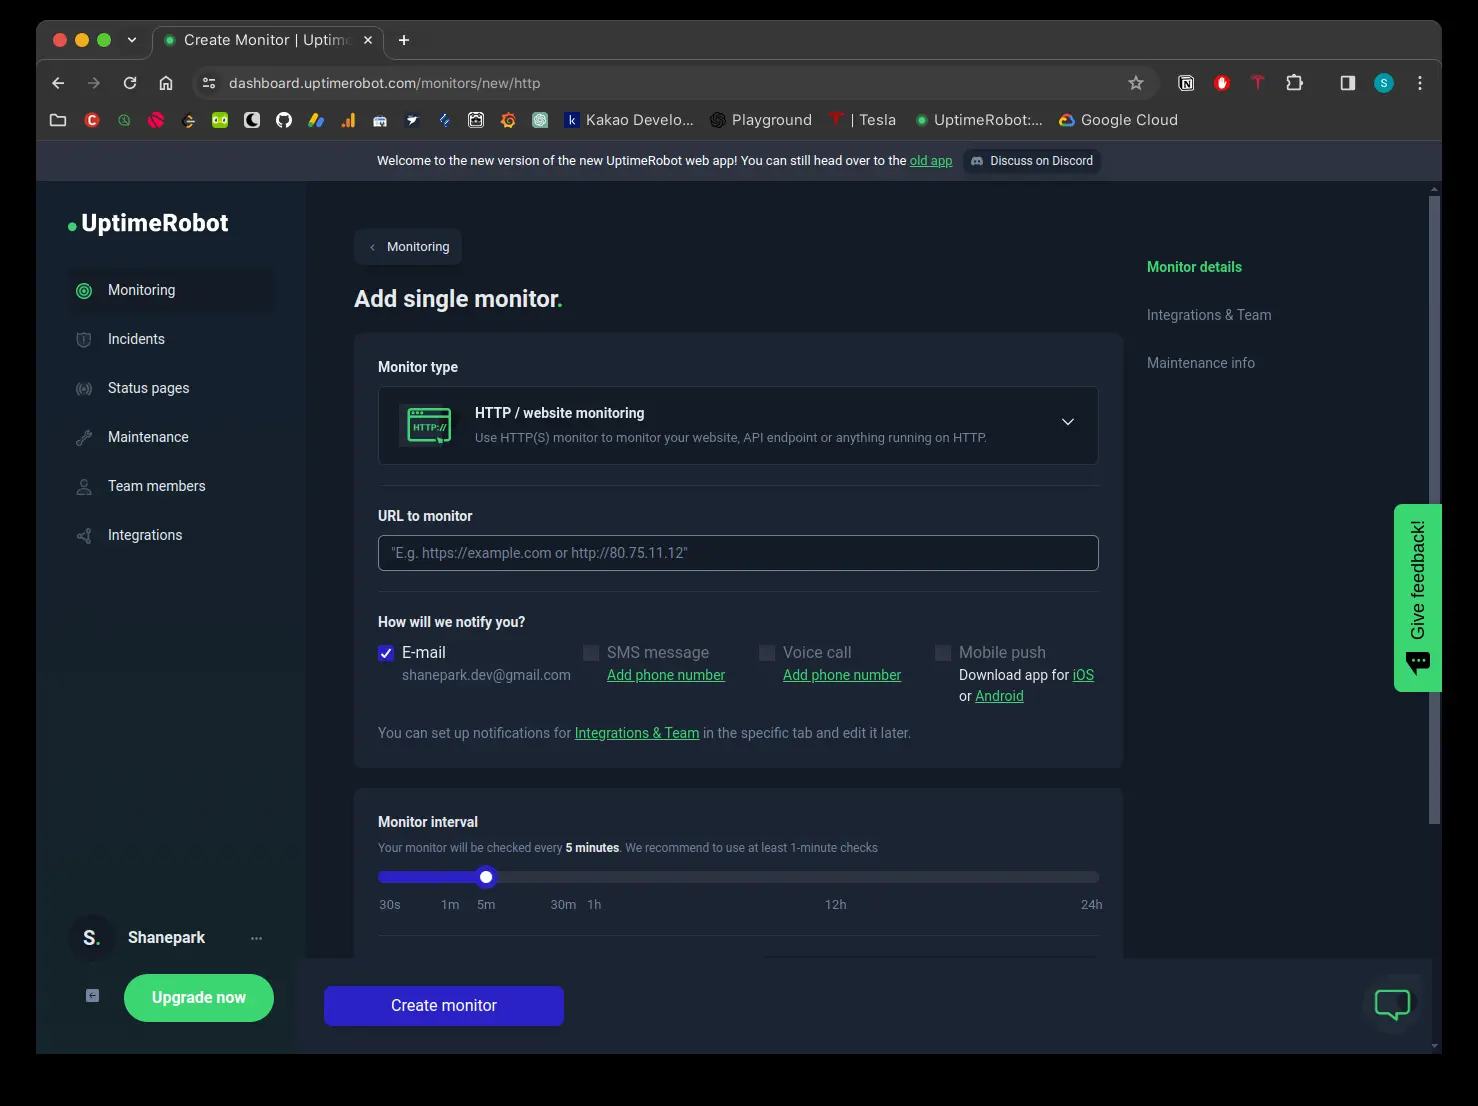 Create Monitor | Uptim
dashboard.uptimerobot.com/monitors/new/http
S
k Kakao Develo...
Playground
| Tesla
UptimeRobot:...
Google Cloud
Welcome to the new version of the new UptimeRobot web app! You can still head over to the old app
Discuss on Discord
UptimeRobot
Monitoring
Incidents
Status pages
Maintenance
Team members
Integrations
S.
Shanepark
Upgrade now
Monitoring
Add single monitor.
Monitor type
HTTP://
HTTP / website monitoring
Use HTTP(S) monitor to monitor your website, API endpoint or anything running on HTTP.
URL to monitor
"E.g. https://example.com or http://80.75.11.12"
How will we notify you?
E-mail
shanepark.dev@gmail.com
SMS message
Add phone number
Voice call
Add phone number
Mobile push
Download app for iOS
or Android
You can set up notifications for Integrations & Team in the specific tab and edit it later.
Monitor interval
Your monitor will be checked every 5 minutes. We recommend to use at least 1-minute checks
30s 1m 5m 30m 1h 12h 24h
Create monitor
Monitor details
Integrations & Team
Maintenance info
Give feedback!